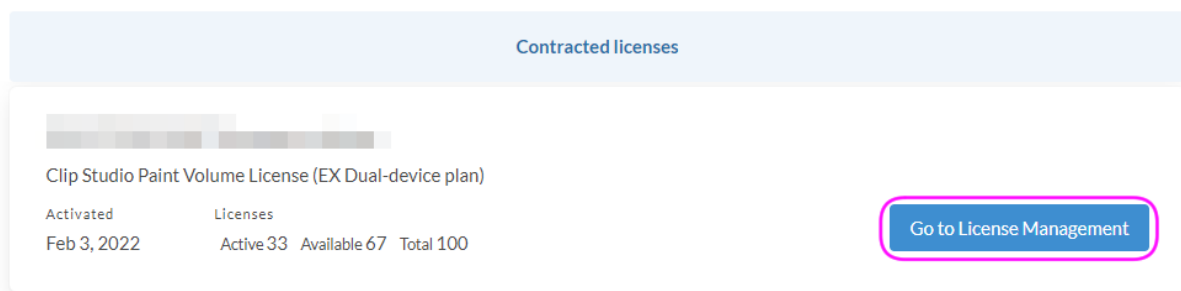 Contracted licenses
Clip Studio Paint Volume License (EX Dual-device plan)
Activated Licenses
Feb 3, 2022 Active 33 Available 67 Total 100
Go to License Management